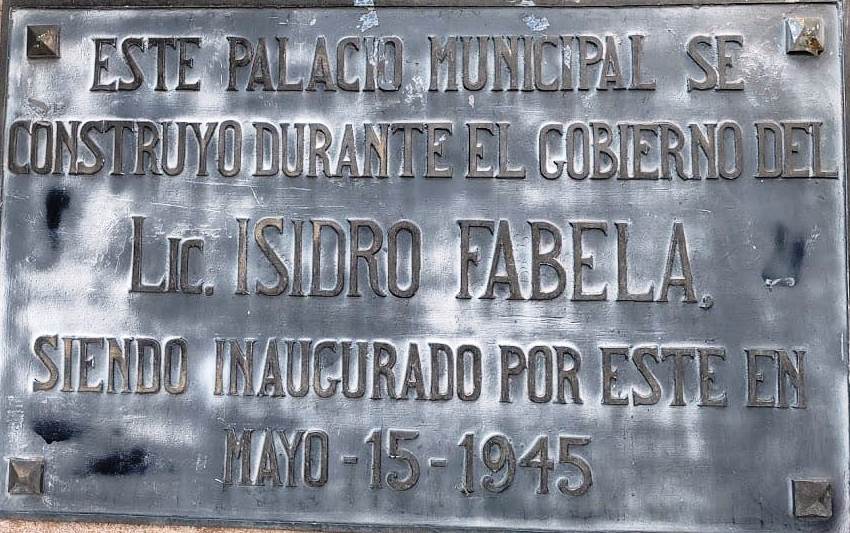 ESTE PALACIO MUNICIPAL SE
CONSTRUYO DURANTE EL GOBIERNO DEL
LIC. ISIDRO FABELA.
SIENDO INAUGURADO POR ESTE EN
MAYO - 15 - 1945